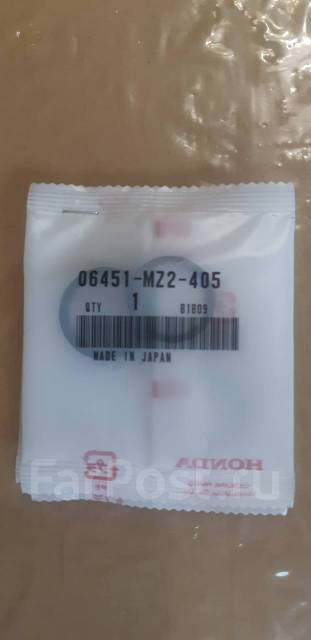 06451-MZ2-405
QTY 1 B1809
MADE IN JAPAN
HONDA
FarPost.ru